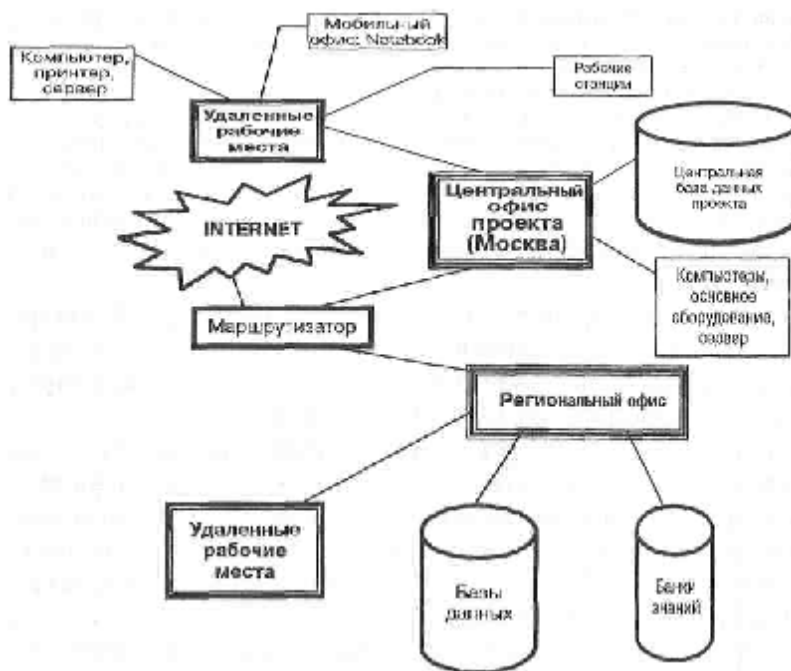 Мобильный
офис: Notebook
Компьютер,
принтер,
сервер
Рабочие
станции
Удаленные
рабочие
места
Центральная
база данных
проекта
Центральный
офис
проекта
(Москва)
INTERNET
Компьютеры,
основное
оборудование,
сервер
Маршрутизатор
Региональный офис
Удаленные
рабочие
места
Базы
данных
Банки
знаний